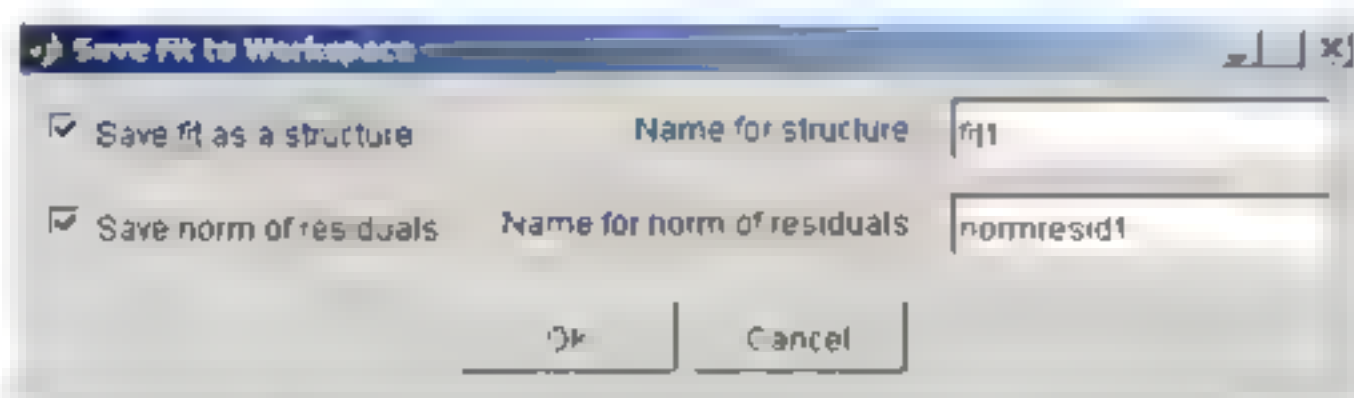 Save Fit to Workspace
Save fit as a structure Name for structure fit1
Save norm of residuals Name for norm of residuals normresid1
Ok Cancel